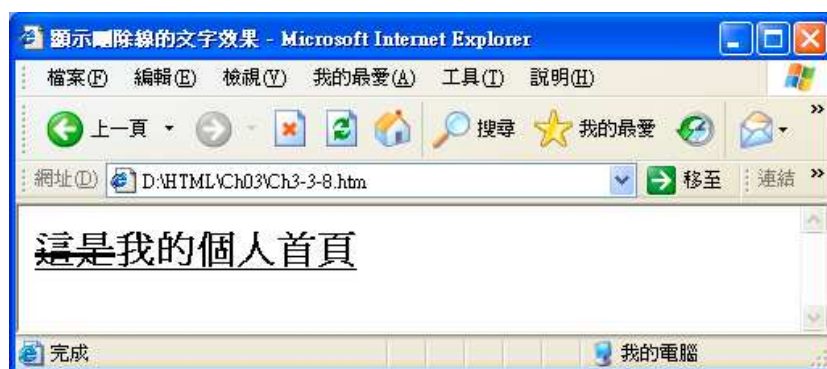 顯示刪除線的文字效果 - Microsoft Internet Explorer
檔案(F) 編輯(E) 檢視(V) 我的最愛(A) 工具(T) 說明(H)
上一頁 搜尋 我的最愛 »
網址(D) D:\HTML\Ch03\Ch3-3-8.htm 移至 連結 »
這是我的個人首頁
完成 我的電腦